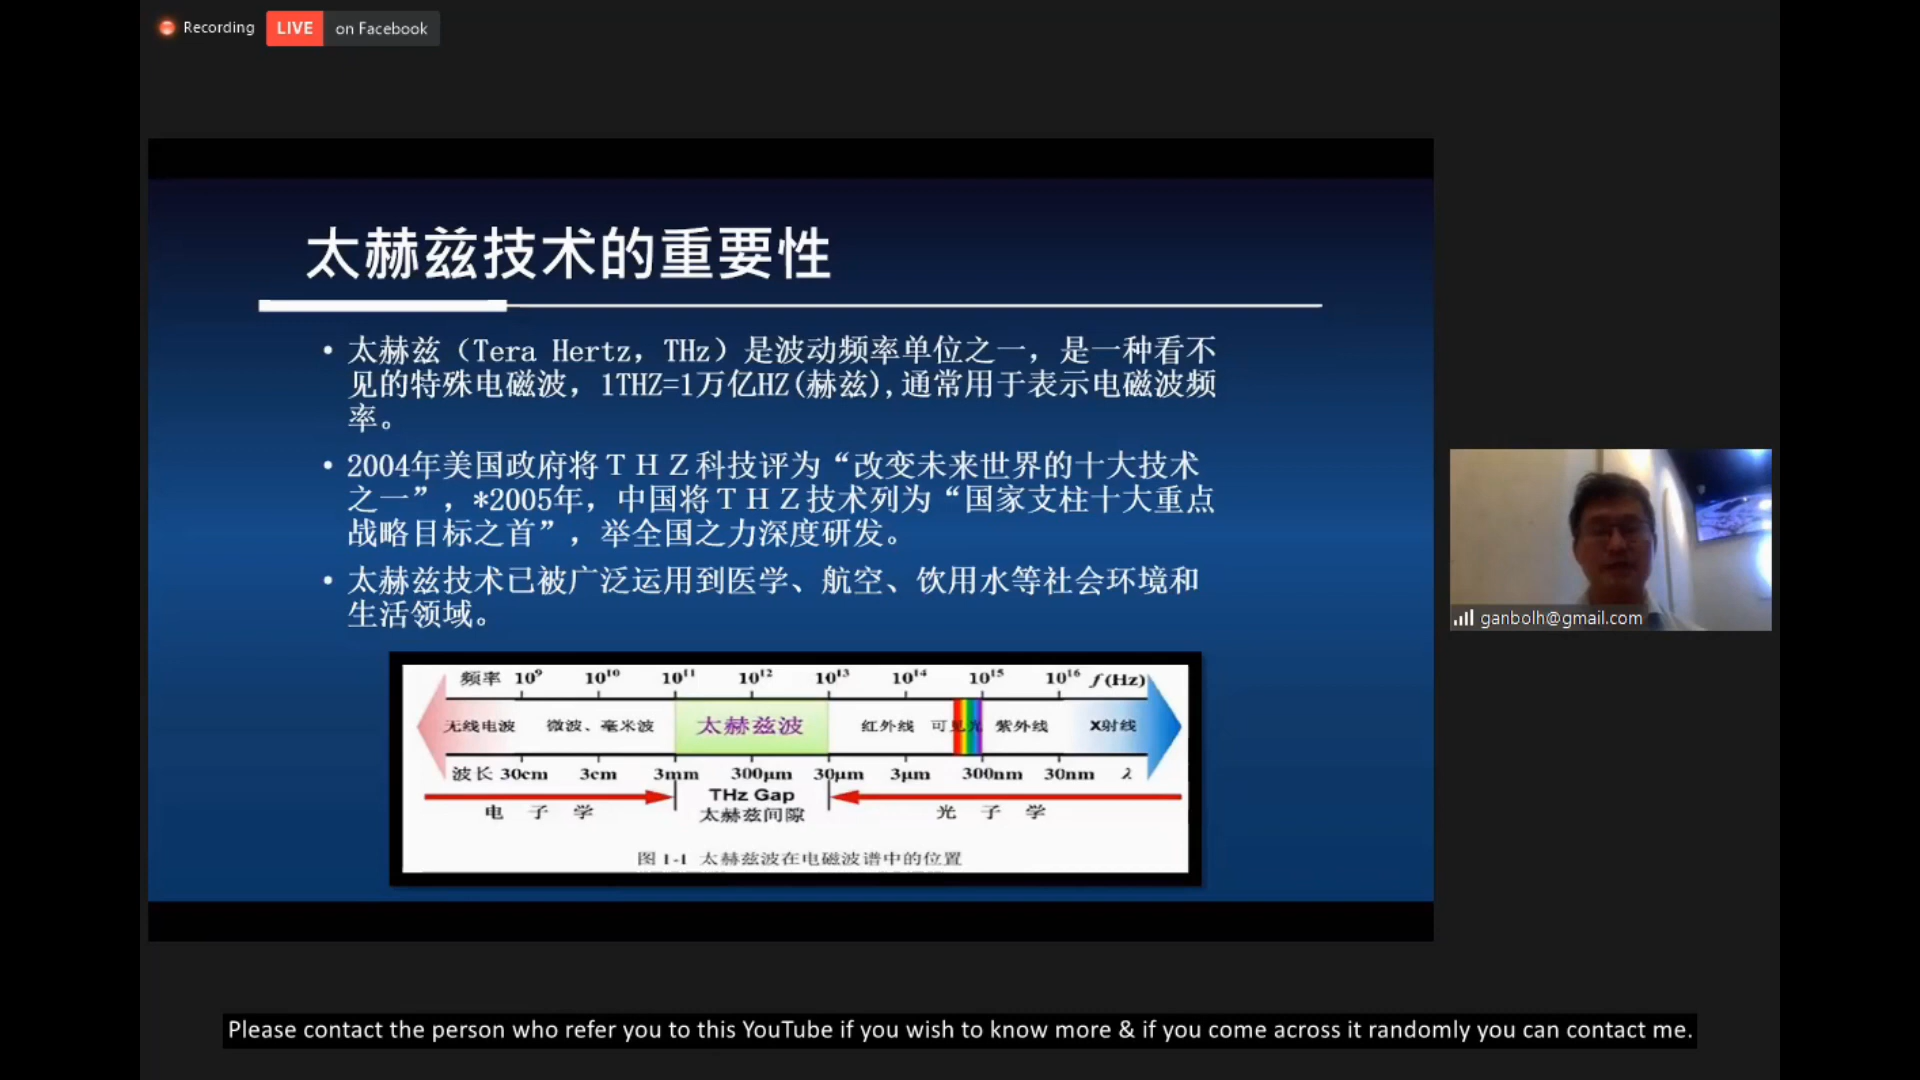 Recording LIVE on Facebook
太赫兹技术的重要性
• 太赫兹（Tera Hertz，THz）是波动频率单位之一，是一种看不
见的特殊电磁波，1THZ=1万亿HZ(赫兹),通常用于表示电磁波频
率。
• 2004年美国政府将ＴＨＺ科技评为“改变未来世界的十大技术
之一”，*2005年，中国将ＴＨＺ技术列为“国家支柱十大重点
战略目标之首”，举全国之力深度研发。
• 太赫兹技术已被广泛运用到医学、航空、饮用水等社会环境和
生活领域。
频率 10⁹ 10¹⁰ 10¹¹ 10¹² 10¹³ 10¹⁴ 10¹⁵ 10¹⁶ f(Hz)
无线电波 微波、毫米波 太赫兹波 红外线 可见光 紫外线 X射线
波长 30cm 3cm 3mm 300μm 30μm 3μm 300nm 30nm λ
THz Gap
电子学 太赫兹间隙 光子学
图 1-1 太赫兹波在电磁波谱中的位置
ganbolh@gmail.com
Please contact the person who refer you to this YouTube if you wish to know more & if you come across it randomly you can contact me.